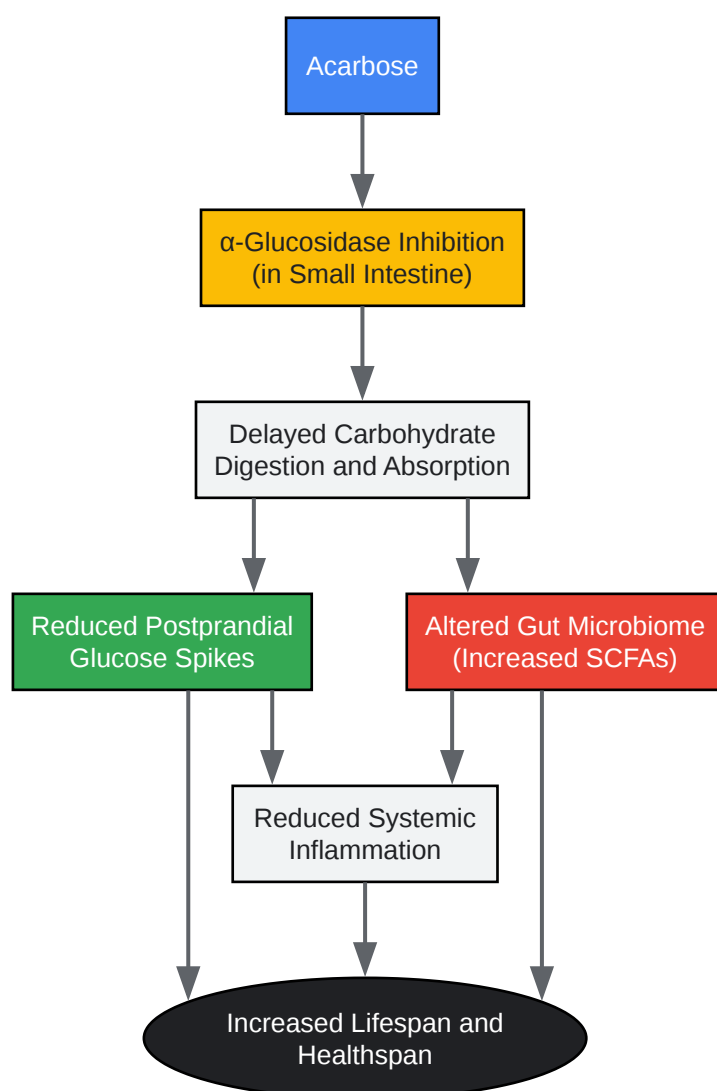 Acarbose
α-Glucosidase Inhibition
(in Small Intestine)
Delayed Carbohydrate
Digestion and Absorption
Reduced Postprandial
Glucose Spikes
Altered Gut Microbiome
(Increased SCFAs)
Reduced Systemic
Inflammation
Increased Lifespan and
Healthspan